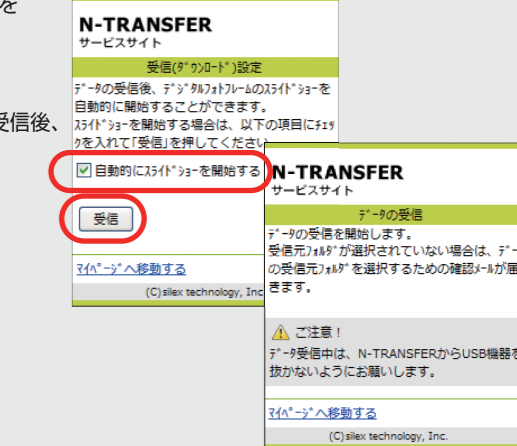 を
受信後、
N-TRANSFER
サービスサイト
受信(ﾀﾞｳﾝﾛｰﾄﾞ)設定
ﾃﾞｰﾀの受信後、ﾃﾞｼﾞﾀﾙﾌｫﾄﾌﾚｰﾑのｽﾗｲﾄﾞｼｮｰを
自動的に開始することができます。
ｽﾗｲﾄﾞｼｮｰを開始する場合は、以下の項目にﾁｪｯ
ｸを入れて「受信」を押してください
自動的にｽﾗｲﾄﾞｼｮｰを開始する
受信
ﾏｲﾍﾟｰｼﾞへ移動する
(C)silex technology, Inc
N-TRANSFER
サービスサイト
ﾃﾞｰﾀの受信
ﾃﾞｰﾀの受信を開始します。
受信元ﾌｫﾙﾀﾞが選択されていない場合は、ﾃﾞｰ
の受信元ﾌｫﾙﾀﾞを選択するための確認ﾒｰﾙが届
きます。
ご注意！
ﾃﾞｰﾀ受信中は、N-TRANSFERからUSB機器を
抜かないようにお願いします。
ﾏｲﾍﾟｰｼﾞへ移動する
(C)silex technology, Inc.